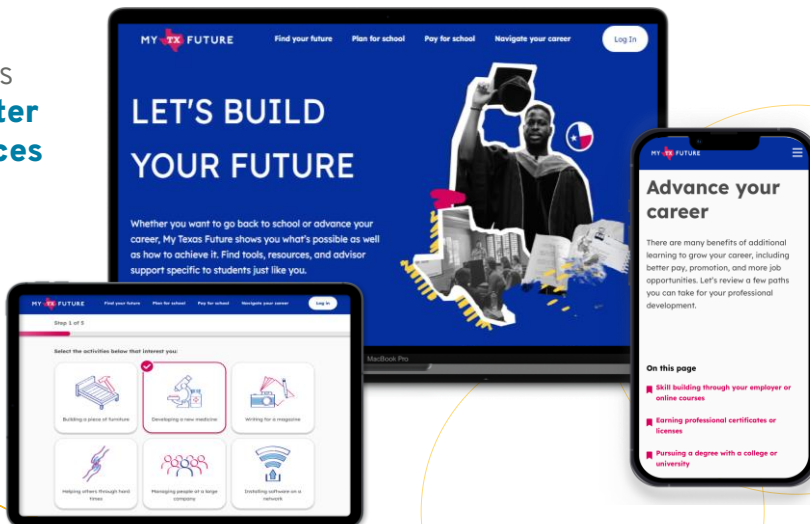 s
ter
ces
MY TX FUTURE
Find your future
Plan for school
Pay for school
Navigate your career
Log In
LET'S BUILD
YOUR FUTURE
Whether you want to go back to school or advance your
career, My Texas Future shows you what's possible as well
as how to achieve it. Find tools, resources, and advisor
support specific to students just like you.
MacBook Pro
MY TX FUTURE
Find your future
Plan for school
Pay for school
Navigate your career
Log In
Step 1 of 5
Select the activities below that interest you:
Building a piece of furniture
Developing a new medicine
Writing for a magazine
Helping others through hard
times
Managing people at a large
company
Installing software on a
network
MY TX FUTURE
Advance your
career
There are many benefits of additional
learning to grow your career, including
better pay, promotion, and more job
opportunities. Let's review a few paths
you can take for your professional
development.
On this page
Skill building through your employer or
online courses
Earning professional certificates or
licenses
Pursuing a degree with a college or
university